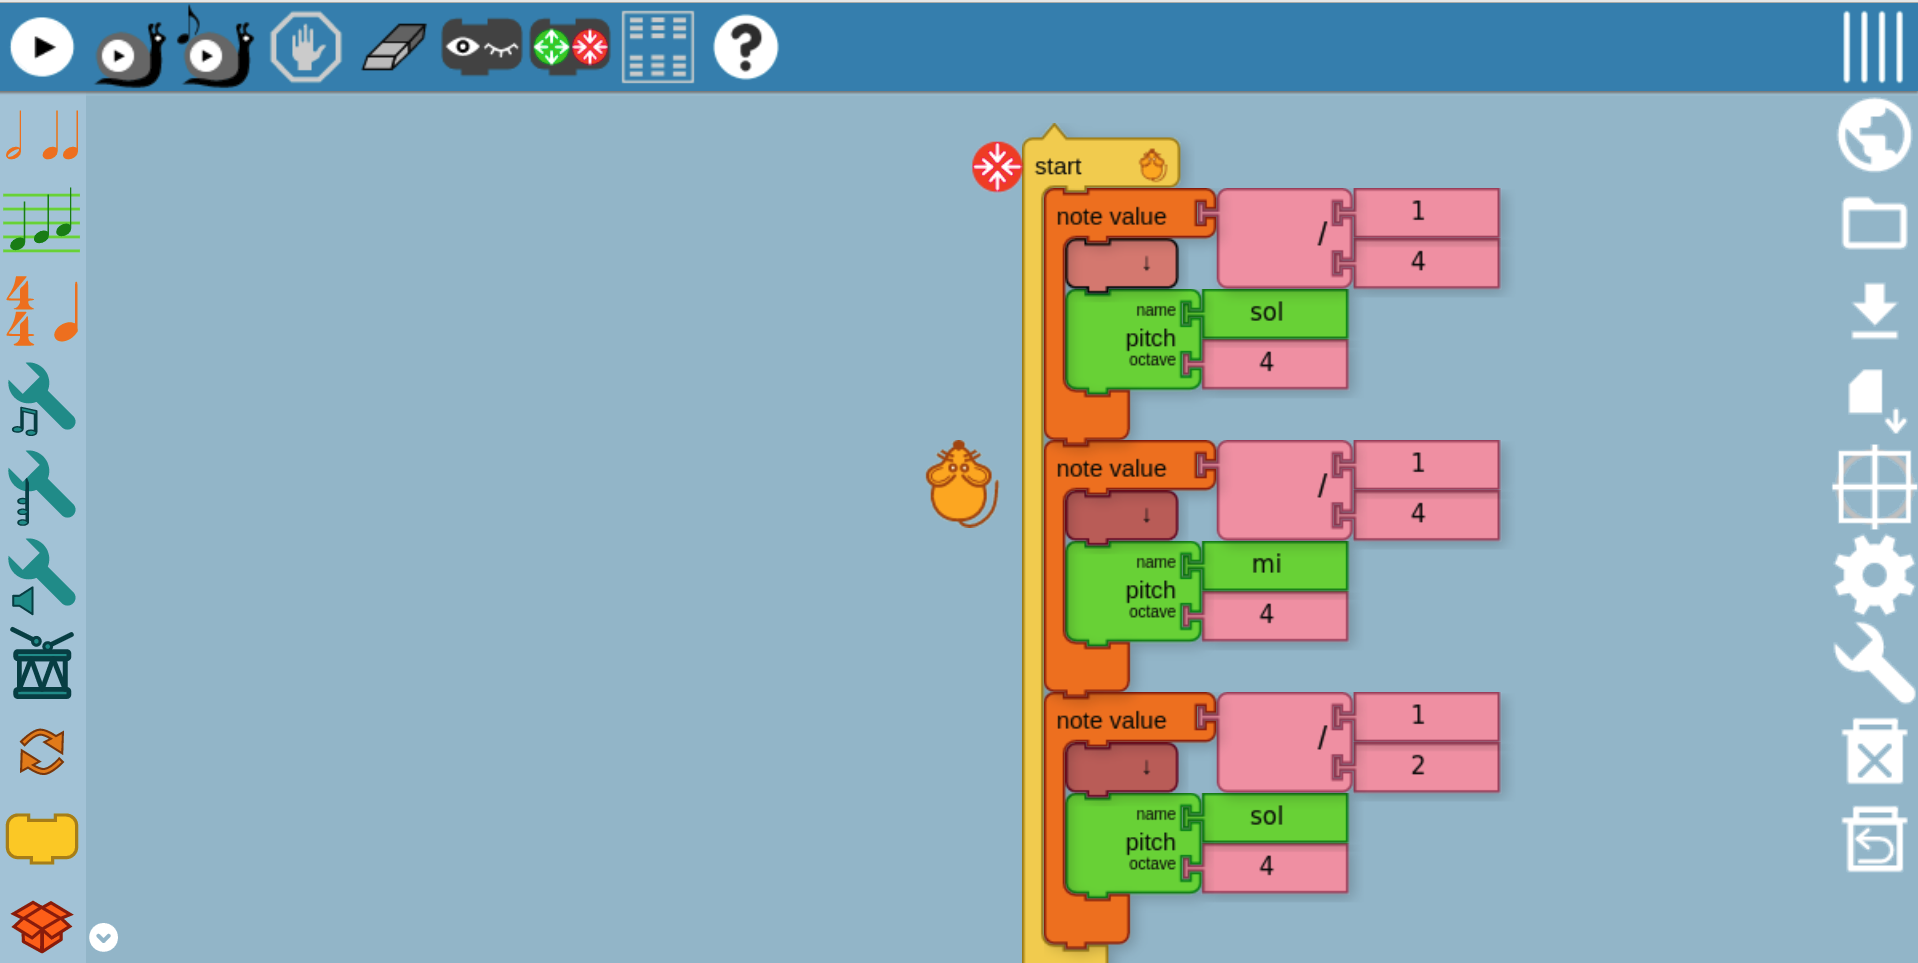 ?
start
note value / 1
4
↓
name sol
pitch
octave 4
note value / 1
4
↓
name mi
pitch
octave 4
note value / 1
2
↓
name sol
pitch
octave 4
4
4